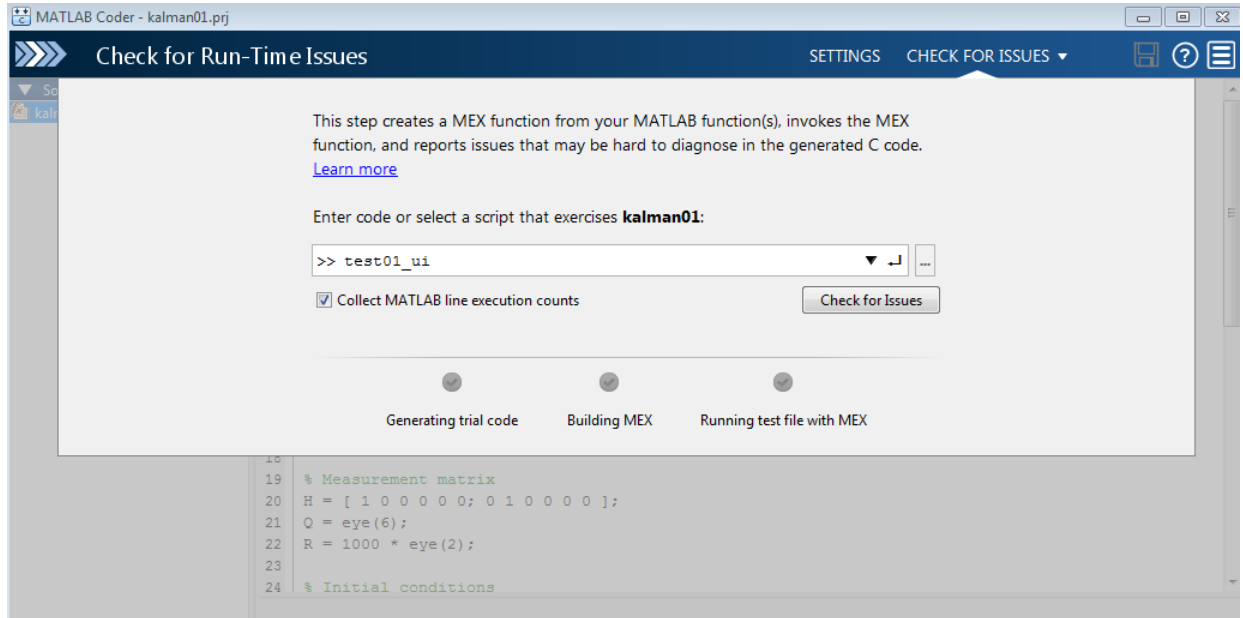 MATLAB Coder - kalman01.prj
Check for Run-Time Issues
SETTINGS
CHECK FOR ISSUES
So
kalr
This step creates a MEX function from your MATLAB function(s), invokes the MEX
function, and reports issues that may be hard to diagnose in the generated C code.
Learn more
Enter code or select a script that exercises kalman01:
>> test01_ui
...
Collect MATLAB line execution counts
Check for Issues
Generating trial code
Building MEX
Running test file with MEX
18
19 % Measurement matrix
20 H = [ 1 0 0 0 0 0; 0 1 0 0 0 0 ];
21 Q = eye(6);
22 R = 1000 * eye(2);
23
24 % Initial conditions